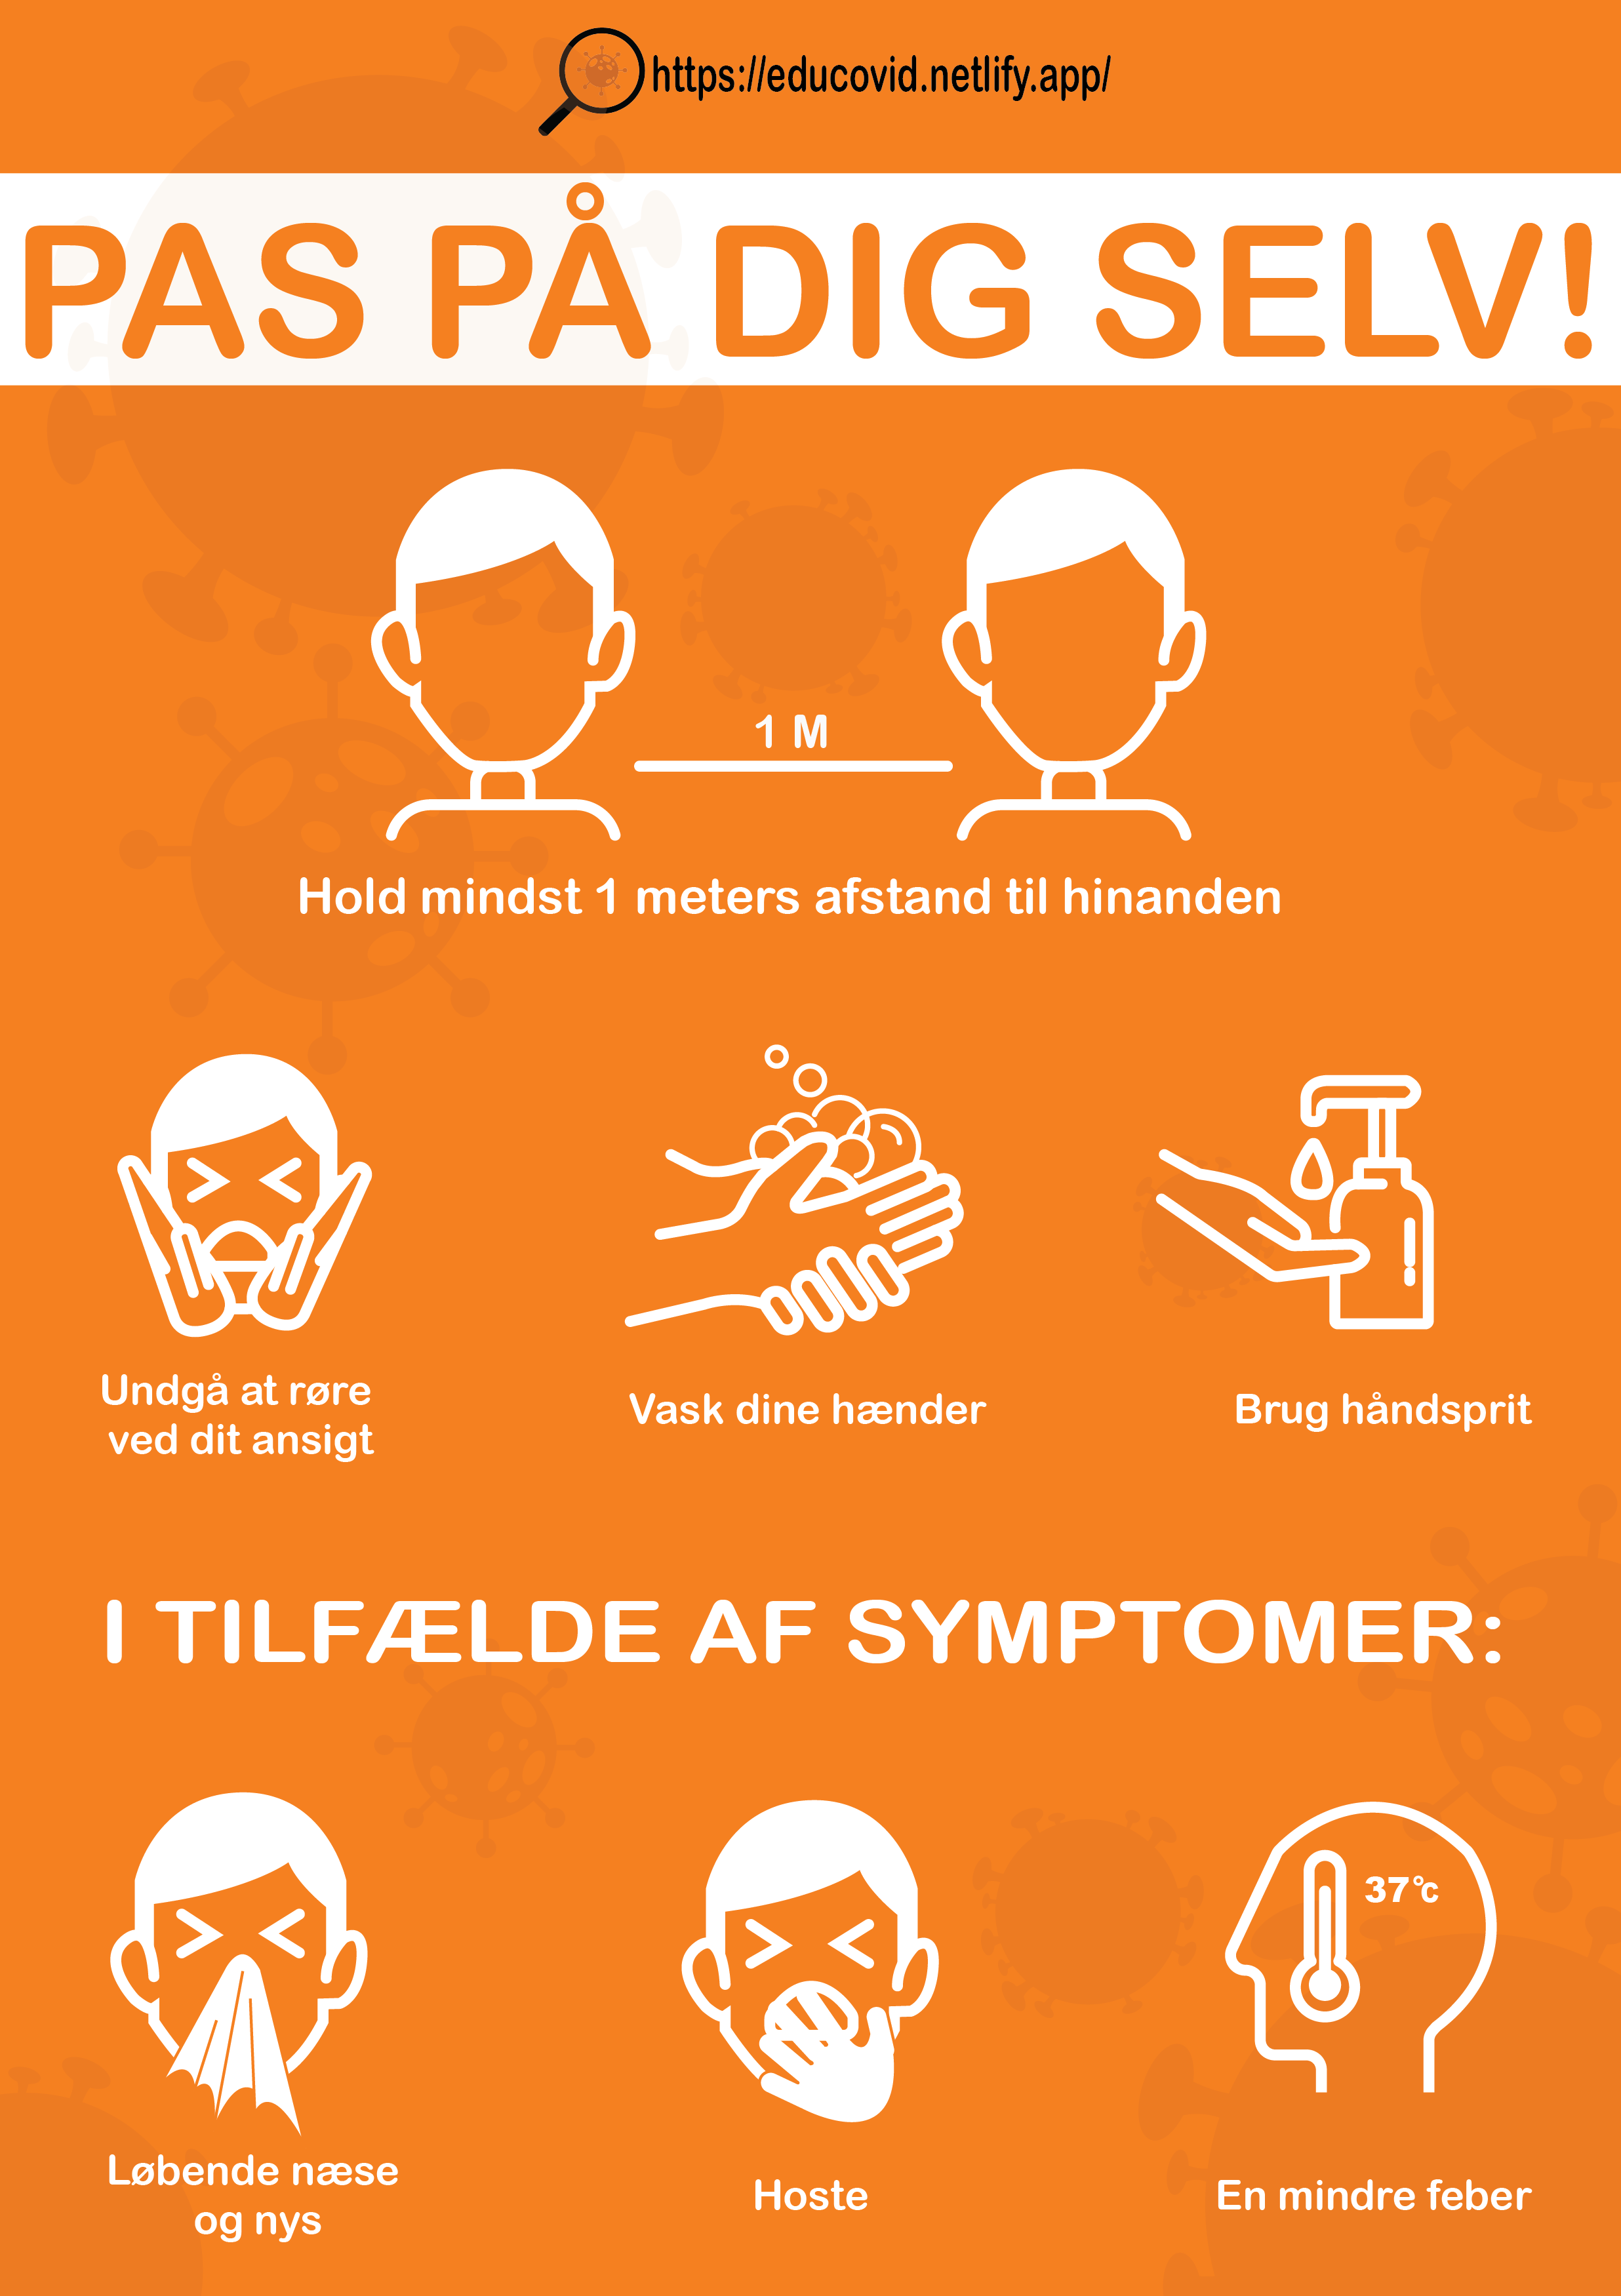 https://educovid.netlify.app/
PAS PÅ DIG SELV!
1 M
Hold mindst 1 meters afstand til hinanden
Undgå at røre
ved dit ansigt
Vask dine hænder
Brug håndsprit
I TILFÆLDE AF SYMPTOMER:
37°c
Løbende næse
og nys
Hoste
En mindre feber